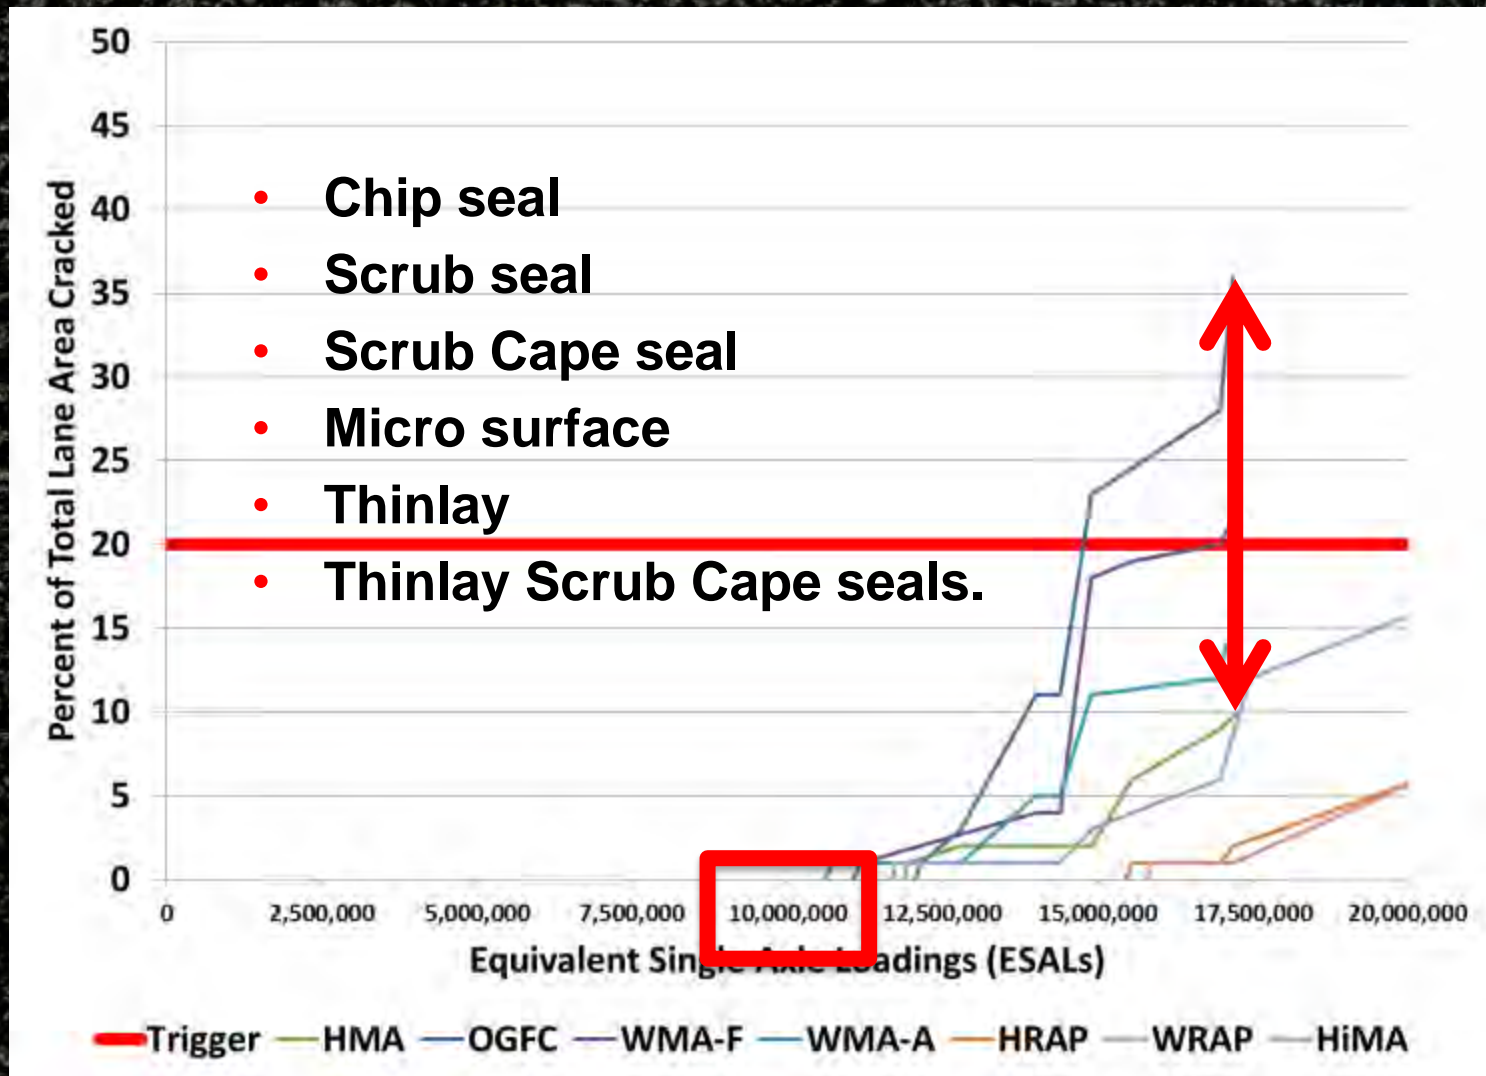 50
45
40
35
30
25
20
15
10
5
0
Percent of Total Lane Area Cracked
• Chip seal
• Scrub seal
• Scrub Cape seal
• Micro surface
• Thinlay
• Thinlay Scrub Cape seals.
0 2,500,000 5,000,000 7,500,000 10,000,000 12,500,000 15,000,000 17,500,000 20,000,000
Equivalent Single Axle Loadings (ESALs)
Trigger HMA OGFC WMA-F WMA-A HRAP WRAP HiMA